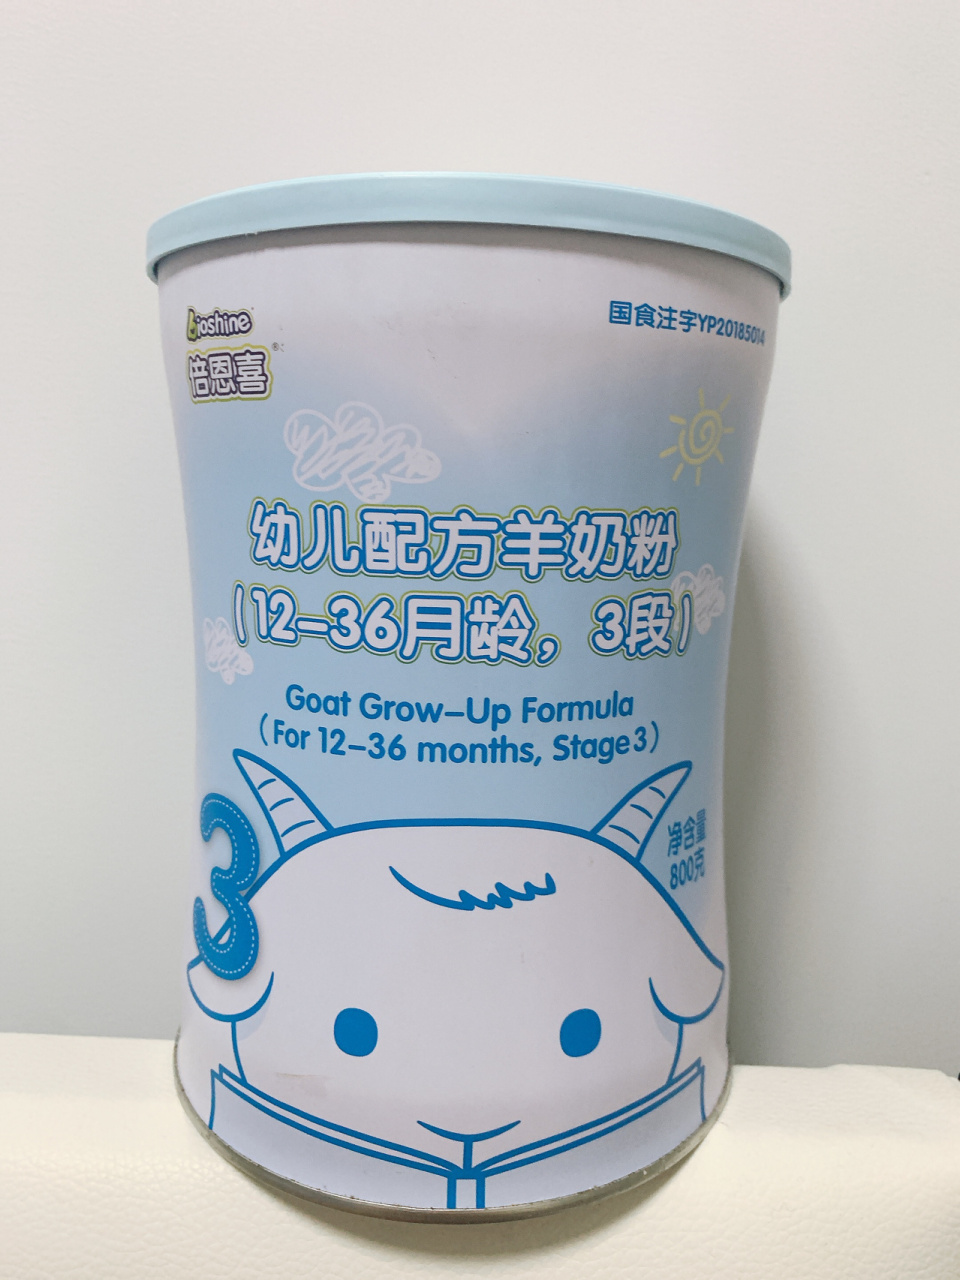 bioshine
倍恩喜
国食注字YP20185014
幼儿配方羊奶粉
（12-36月龄，3段）
Goat Grow-Up Formula
(For 12-36 months, Stage 3)
3
净含量
800克